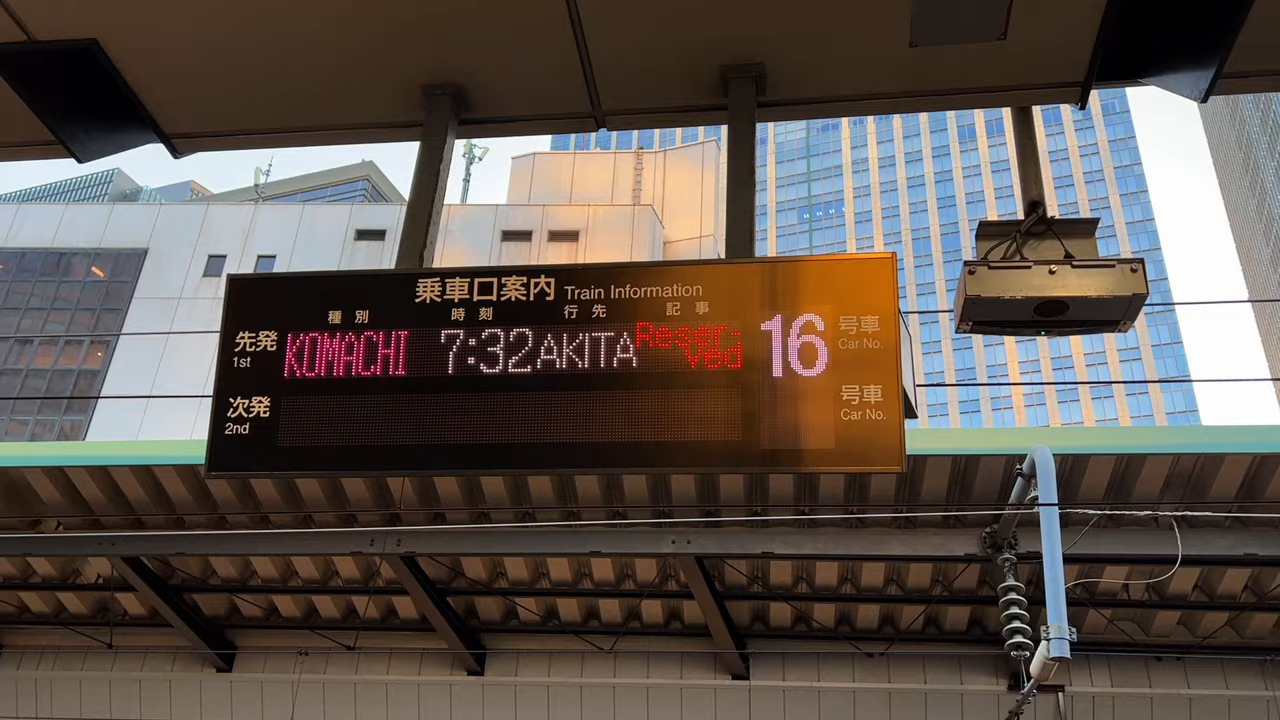 乗車口案内 Train Information
種別 時刻 行先 記事
先発 1st KOMACHI 7:32 AKITA Reser ved 16 号車 Car No.
次発 2nd 号車 Car No.